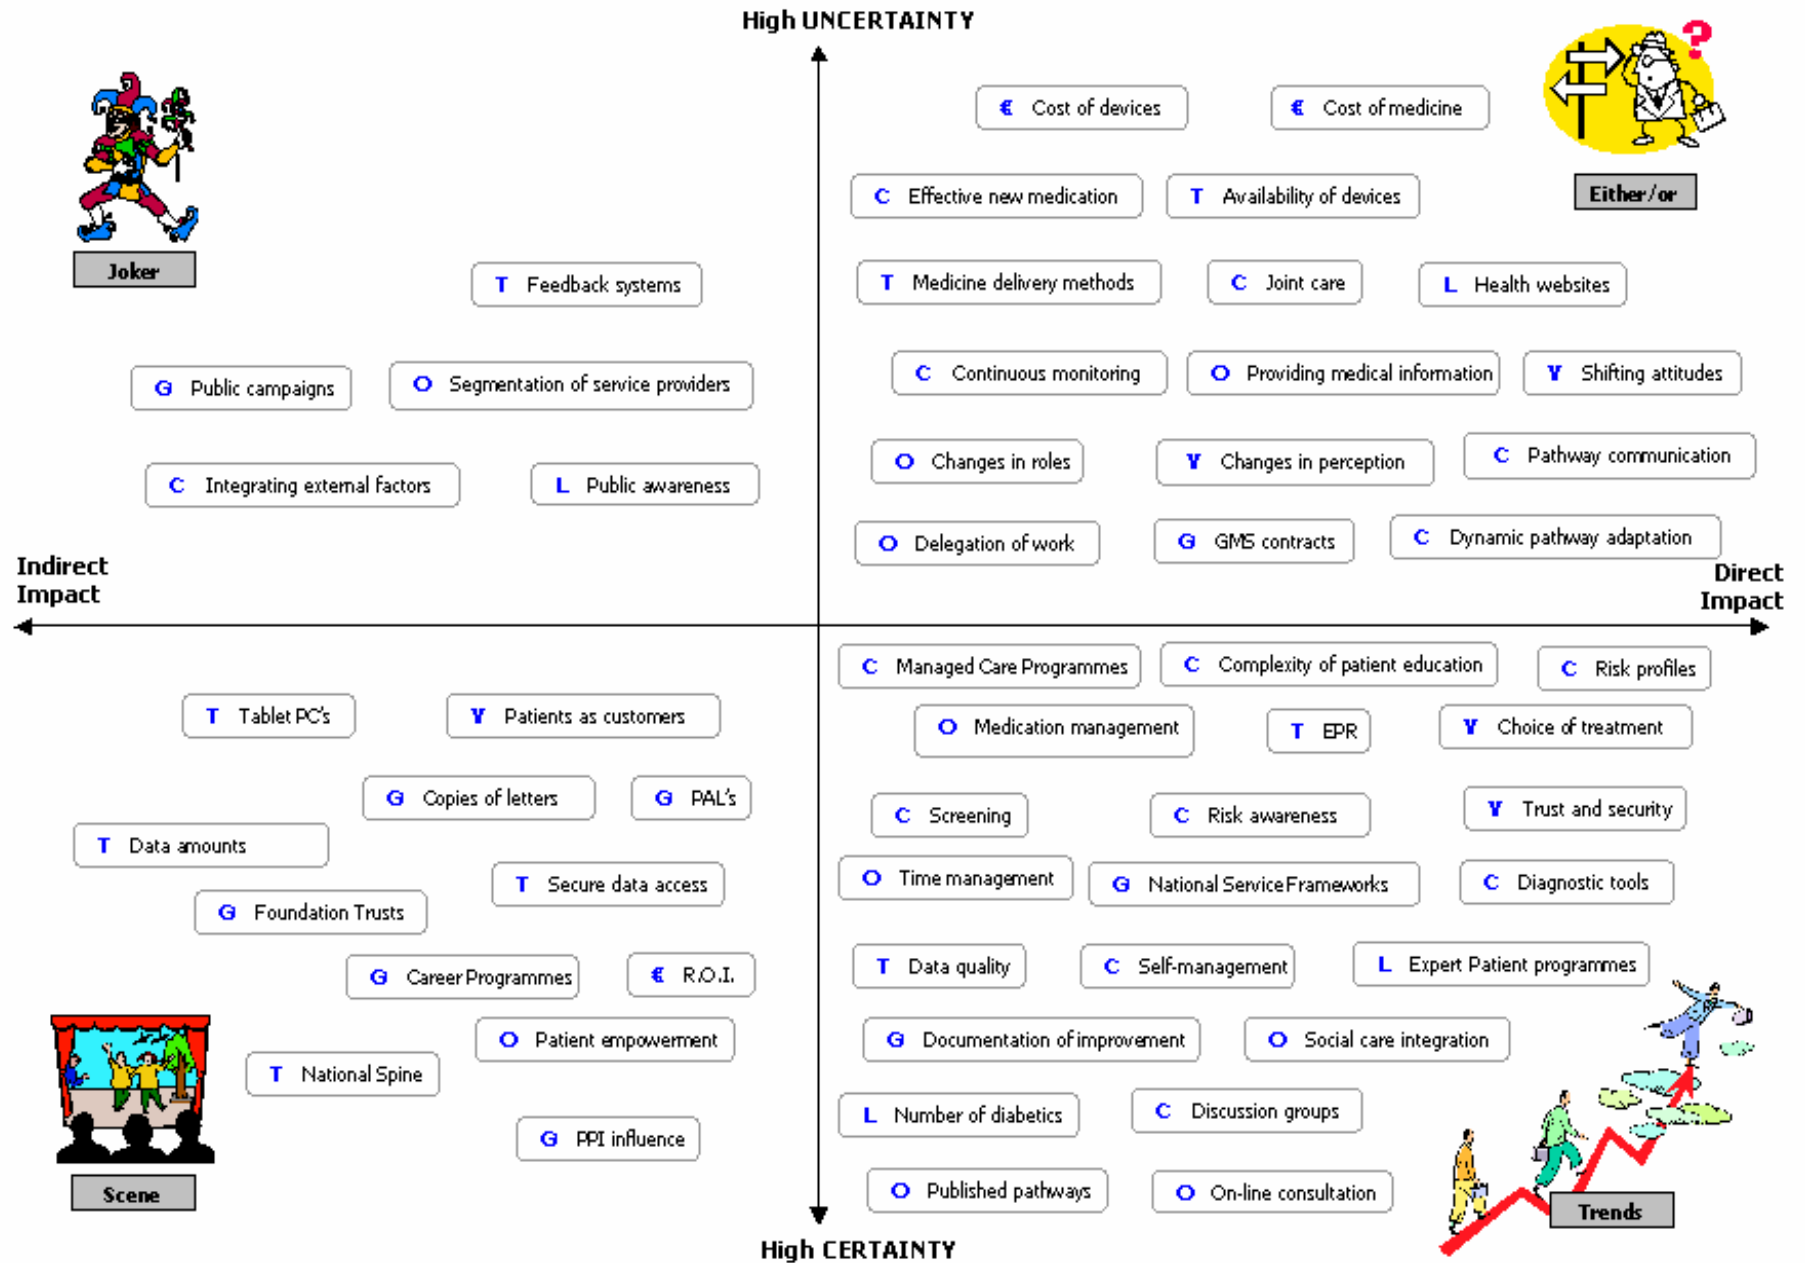 High UNCERTAINTY
?
€ Cost of devices
€ Cost of medicine
C Effective new medication
T Availability of devices
Either/or
Joker
T Feedback systems
T Medicine delivery methods
C Joint care
L Health websites
G Public campaigns
O Segmentation of service providers
C Continuous monitoring
O Providing medical information
V Shifting attitudes
C Integrating external factors
L Public awareness
O Changes in roles
V Changes in perception
C Pathway communication
O Delegation of work
G GMS contracts
C Dynamic pathway adaptation
Indirect
Impact
Direct
Impact
C Managed Care Programmes
C Complexity of patient education
C Risk profiles
T Tablet PC's
V Patients as customers
O Medication management
T EPR
V Choice of treatment
G Copies of letters
G PAL's
C Screening
C Risk awareness
V Trust and security
T Data amounts
T Secure data access
O Time management
G National Service Frameworks
C Diagnostic tools
G Foundation Trusts
G Career Programmes
€ R.O.I.
T Data quality
C Self-management
L Expert Patient programmes
O Patient empowerment
G Documentation of improvement
O Social care integration
T National Spine
L Number of diabetics
C Discussion groups
G PPI influence
O Published pathways
O On-line consultation
Scene
Trends
High CERTAINTY